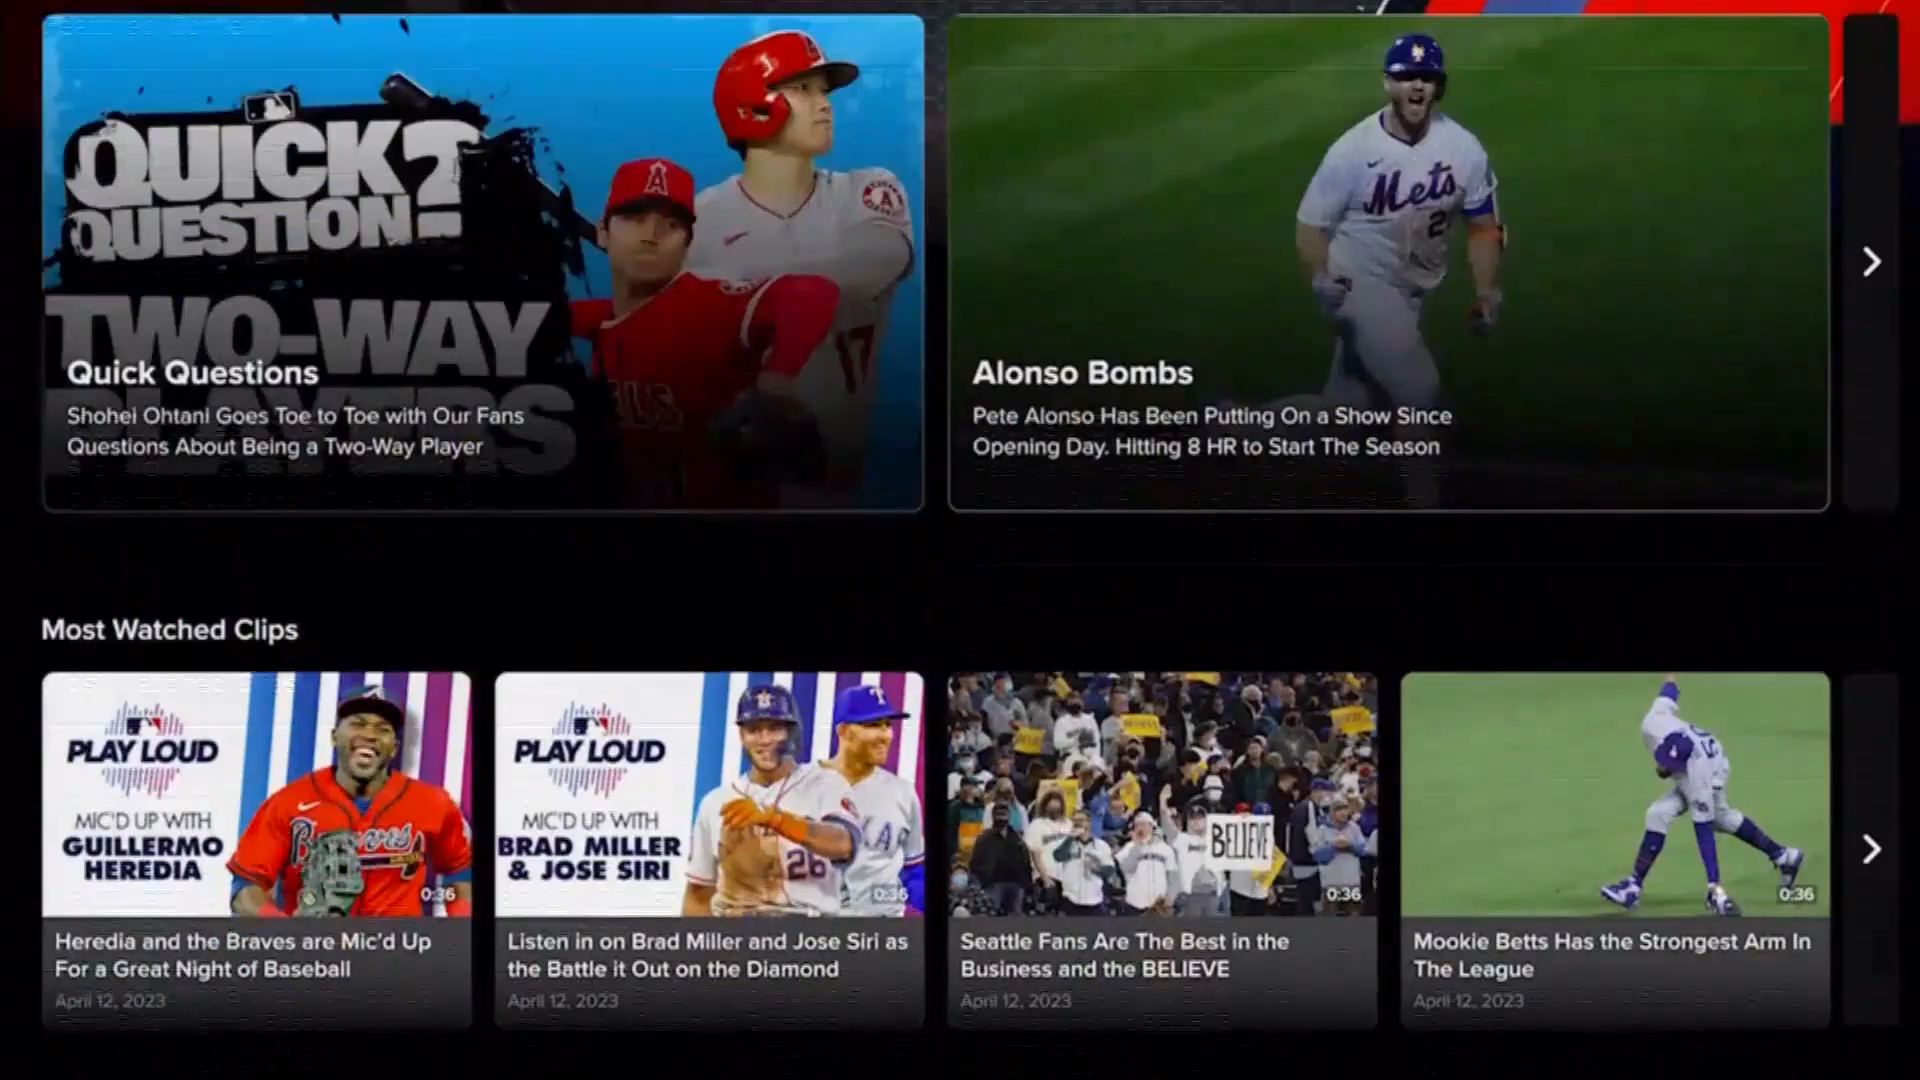 QUICK?
QUESTION
TWO-WAY
PLAYERS
Quick Questions
Shohei Ohtani Goes Toe to Toe with Our Fans
Questions About Being a Two-Way Player
A
A
17
Mets
2
Alonso Bombs
Pete Alonso Has Been Putting On a Show Since
Opening Day. Hitting 8 HR to Start The Season
Most Watched Clips
PLAY LOUD
MIC'D UP WITH
GUILLERMO
HEREDIA
Braves
0:36
Heredia and the Braves are Mic'd Up
For a Great Night of Baseball
April 12, 2023
PLAY LOUD
MIC'D UP WITH
BRAD MILLER
& JOSE SIRI
T
26
0:36
Listen in on Brad Miller and Jose Siri as
the Battle it Out on the Diamond
April 12, 2023
BELIEVE
BELIEVE
0:36
Seattle Fans Are The Best in the
Business and the BELIEVE
April 12, 2023
0:36
Mookie Betts Has the Strongest Arm In
The League
April 12, 2023